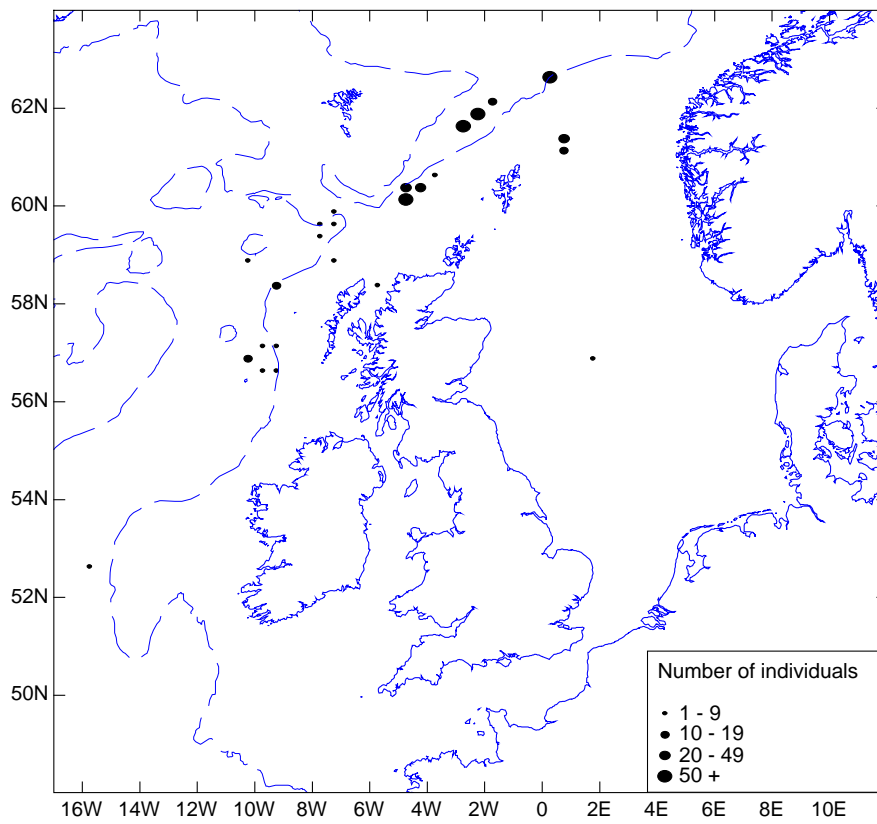 62N
60N
58N
56N
54N
52N
50N
Number of individuals
1 - 9
10 - 19
20 - 49
50 +
16W 14W 12W 10W 8W 6W 4W 2W 0 2E 4E 6E 8E 10E